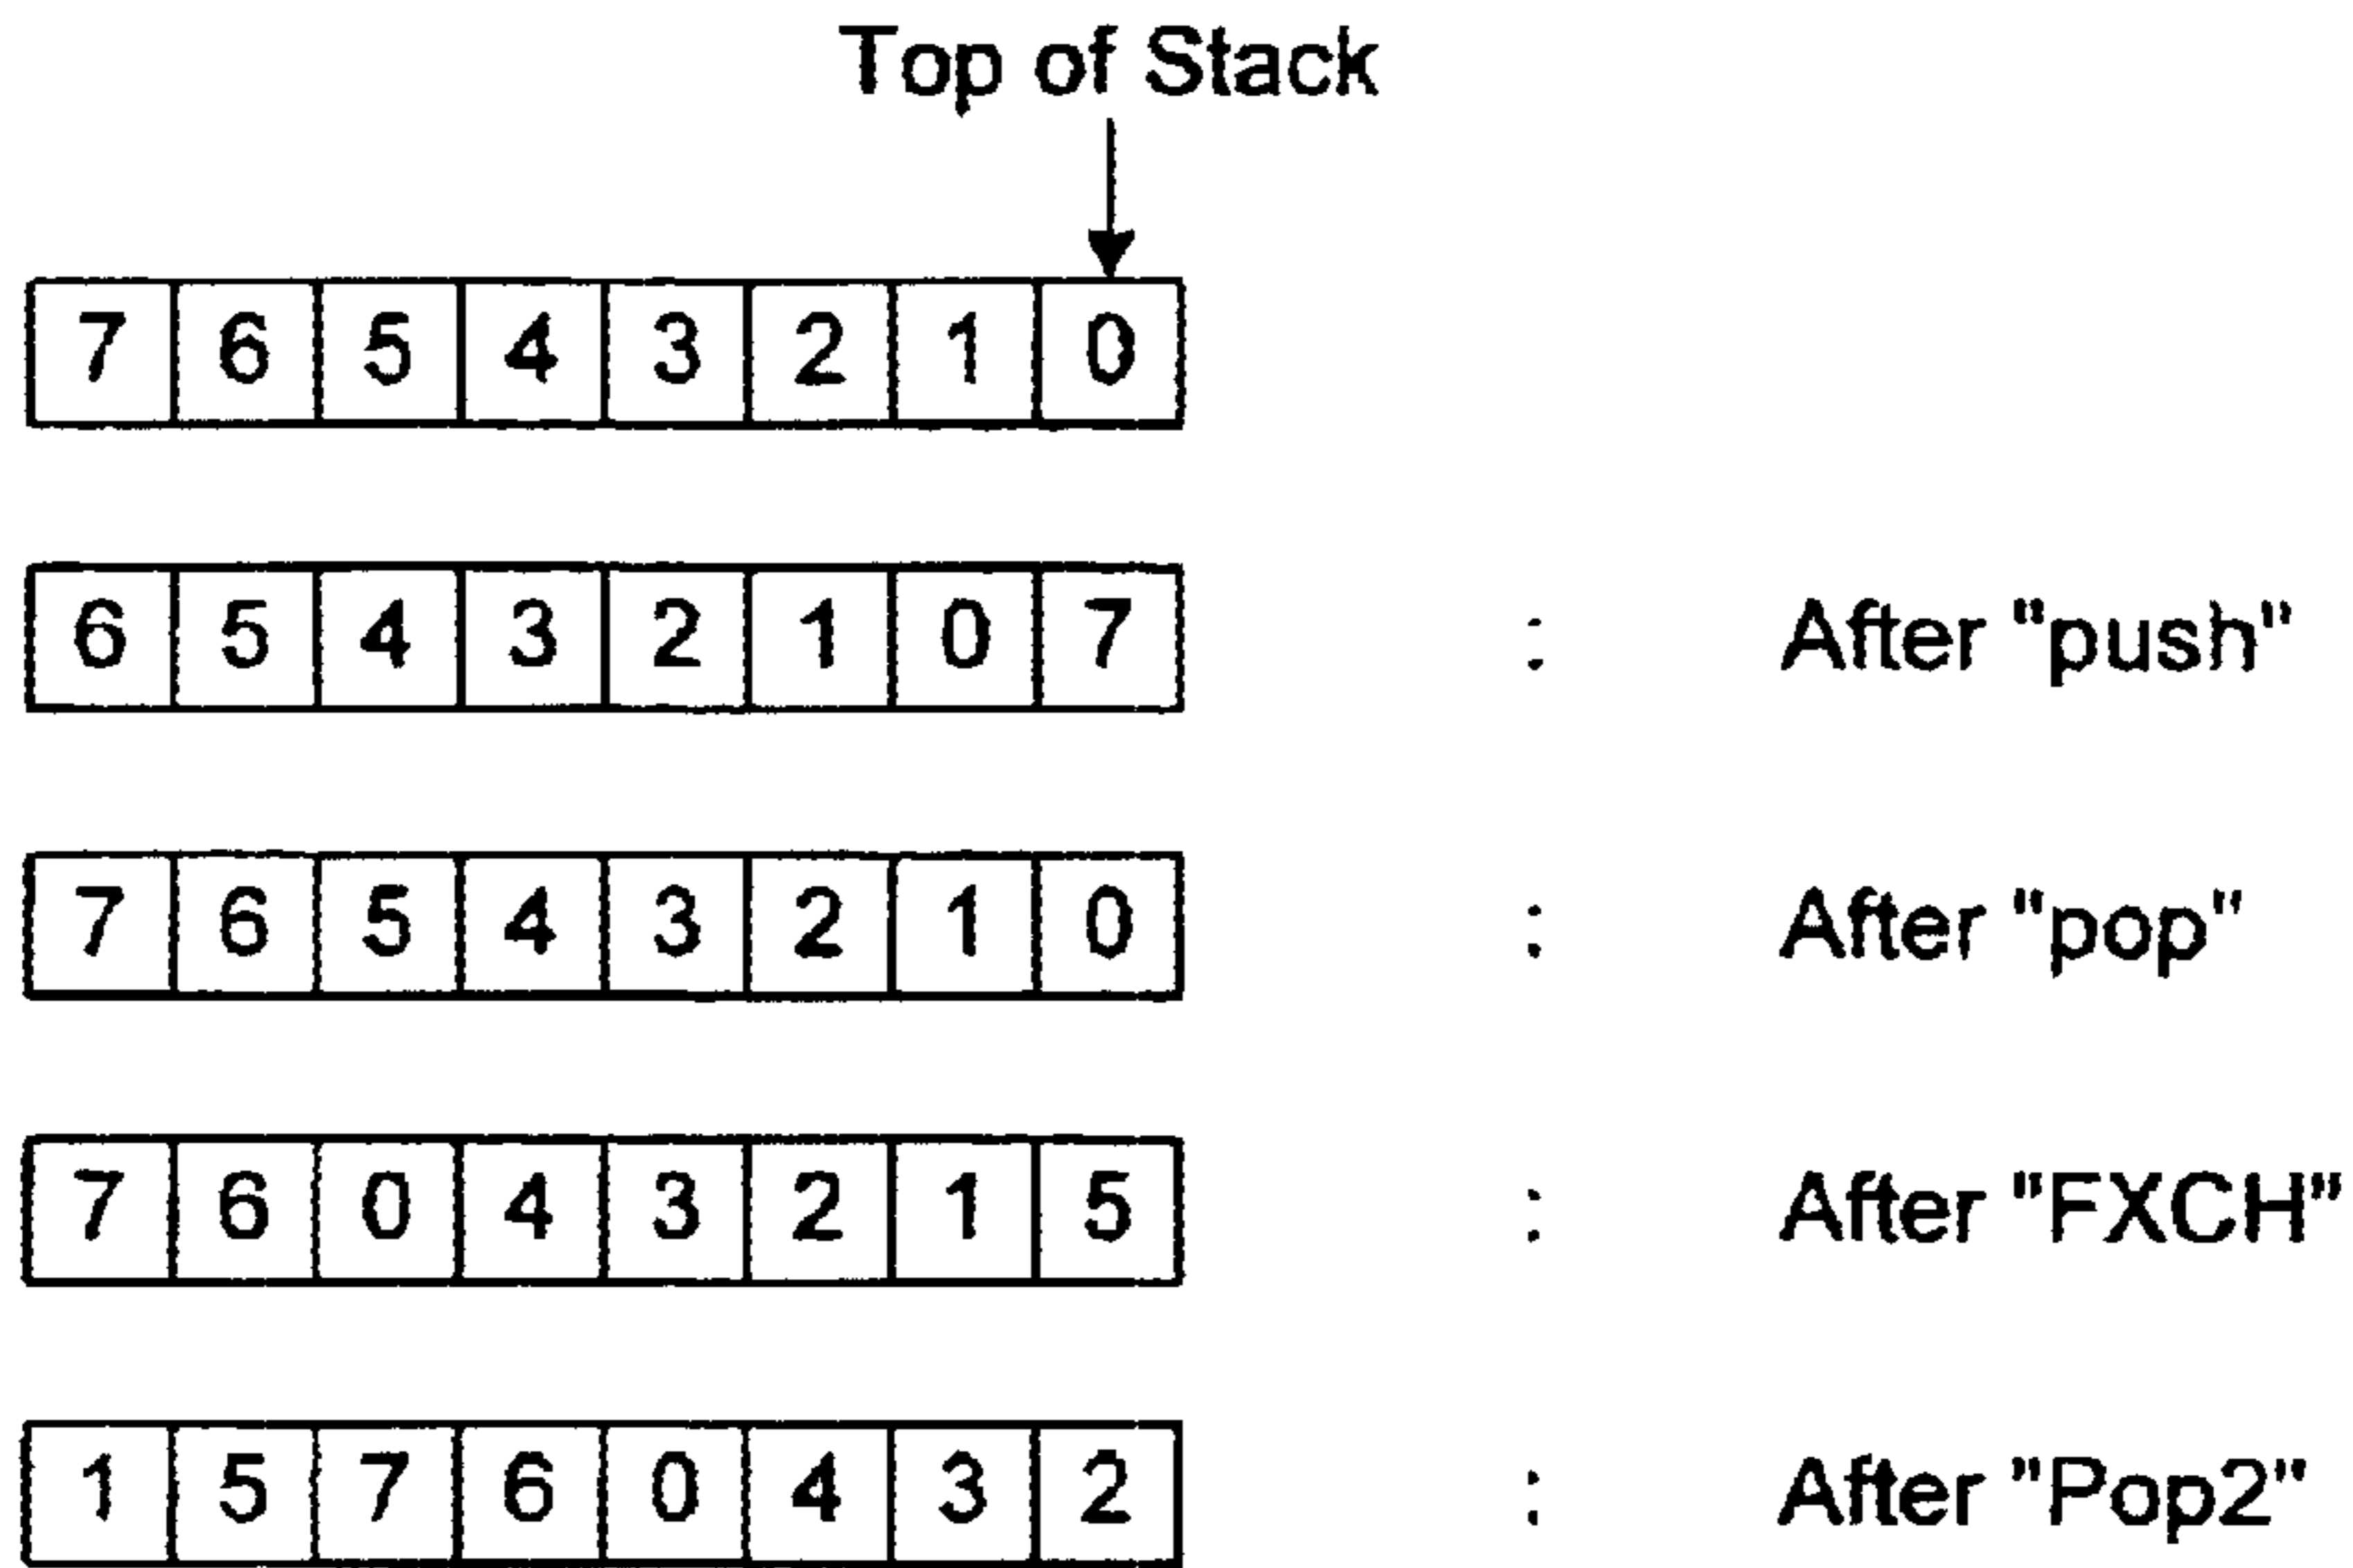 Top of Stack
7 6 5 4 3 2 1 0
6 5 4 3 2 1 0 7 : After "push"
7 6 5 4 3 2 1 0 : After "pop"
7 6 0 4 3 2 1 5 : After "FXCH"
1 5 7 6 0 4 3 2 : After "Pop2"